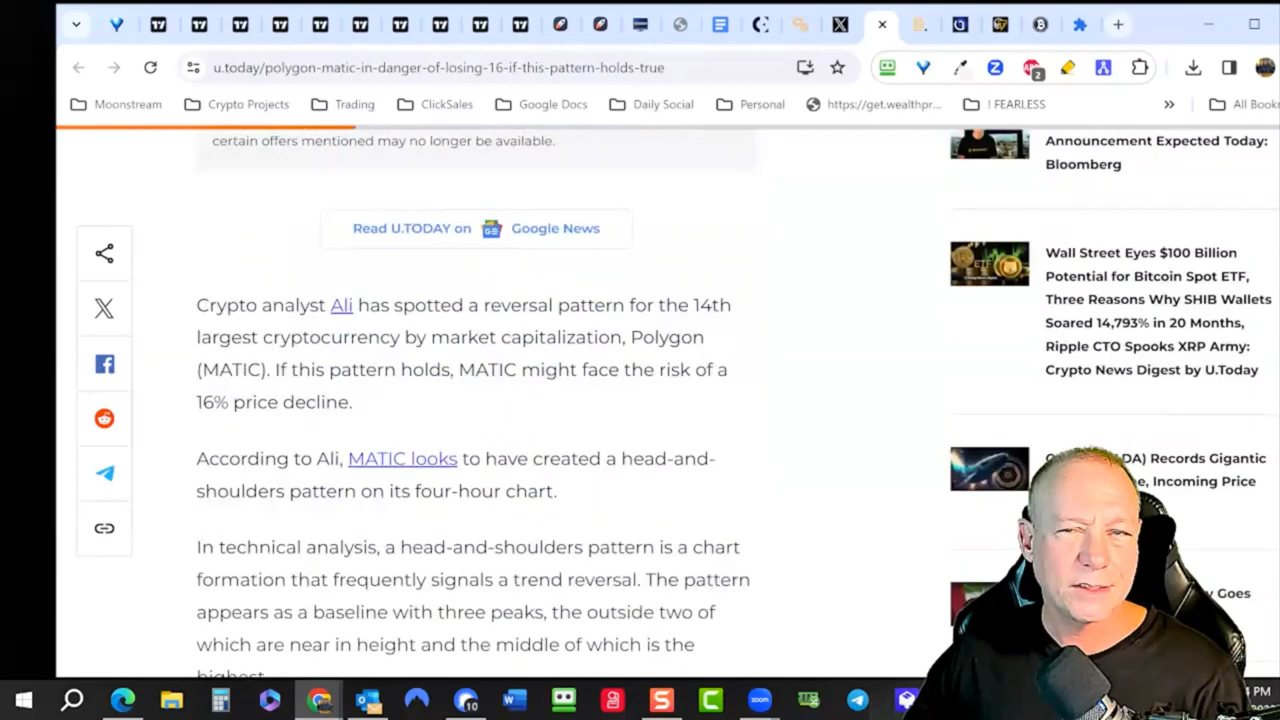 u.today/polygon-matic-in-danger-of-losing-16-if-this-pattern-holds-true
2
Moonstream
Crypto Projects
Trading
ClickSales
Google Docs
Daily Social
Personal
https://get.wealthpr...
! FEARLESS
»
All Book
certain offers mentioned may no longer be available.
Read U.TODAY on Google News
Crypto analyst Ali has spotted a reversal pattern for the 14th
largest cryptocurrency by market capitalization, Polygon
(MATIC). If this pattern holds, MATIC might face the risk of a
16% price decline.
According to Ali, MATIC looks to have created a head-and-
shoulders pattern on its four-hour chart.
In technical analysis, a head-and-shoulders pattern is a chart
formation that frequently signals a trend reversal. The pattern
appears as a baseline with three peaks, the outside two of
which are near in height and the middle of which is the
highest.
Announcement Expected Today:
Bloomberg
Wall Street Eyes $100 Billion
Potential for Bitcoin Spot ETF,
Three Reasons Why SHIB Wallets
Soared 14,793% in 20 Months,
Ripple CTO Spooks XRP Army:
Crypto News Digest by U.Today
DA) Records Gigantic
e, Incoming Price
Goes
10
zoom
PM